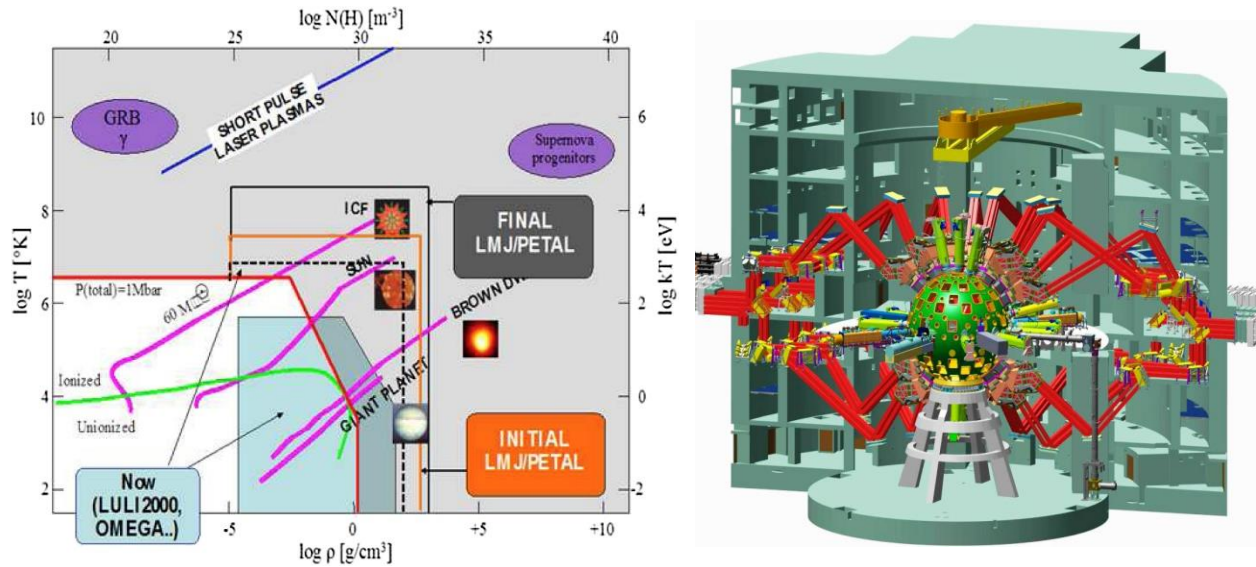 log N(H) [m⁻³]
20
25
30
35
40
10
8
6
4
2
log T [°K]
6
4
2
0
-2
log kT [eV]
GRB
γ
SHORT PULSE
LASER PLASMAS
Supernova
progenitors
ICF
FINAL
LMJ/PETAL
SUN
P(total)=1Mbar
60 M☉
BROWN DW
Ionized
Unionized
GIANT PLANET
INITIAL
LMJ/PETAL
Now
(LULI2000,
OMEGA..)
-5
0
+5
+10
log ρ [g/cm³]